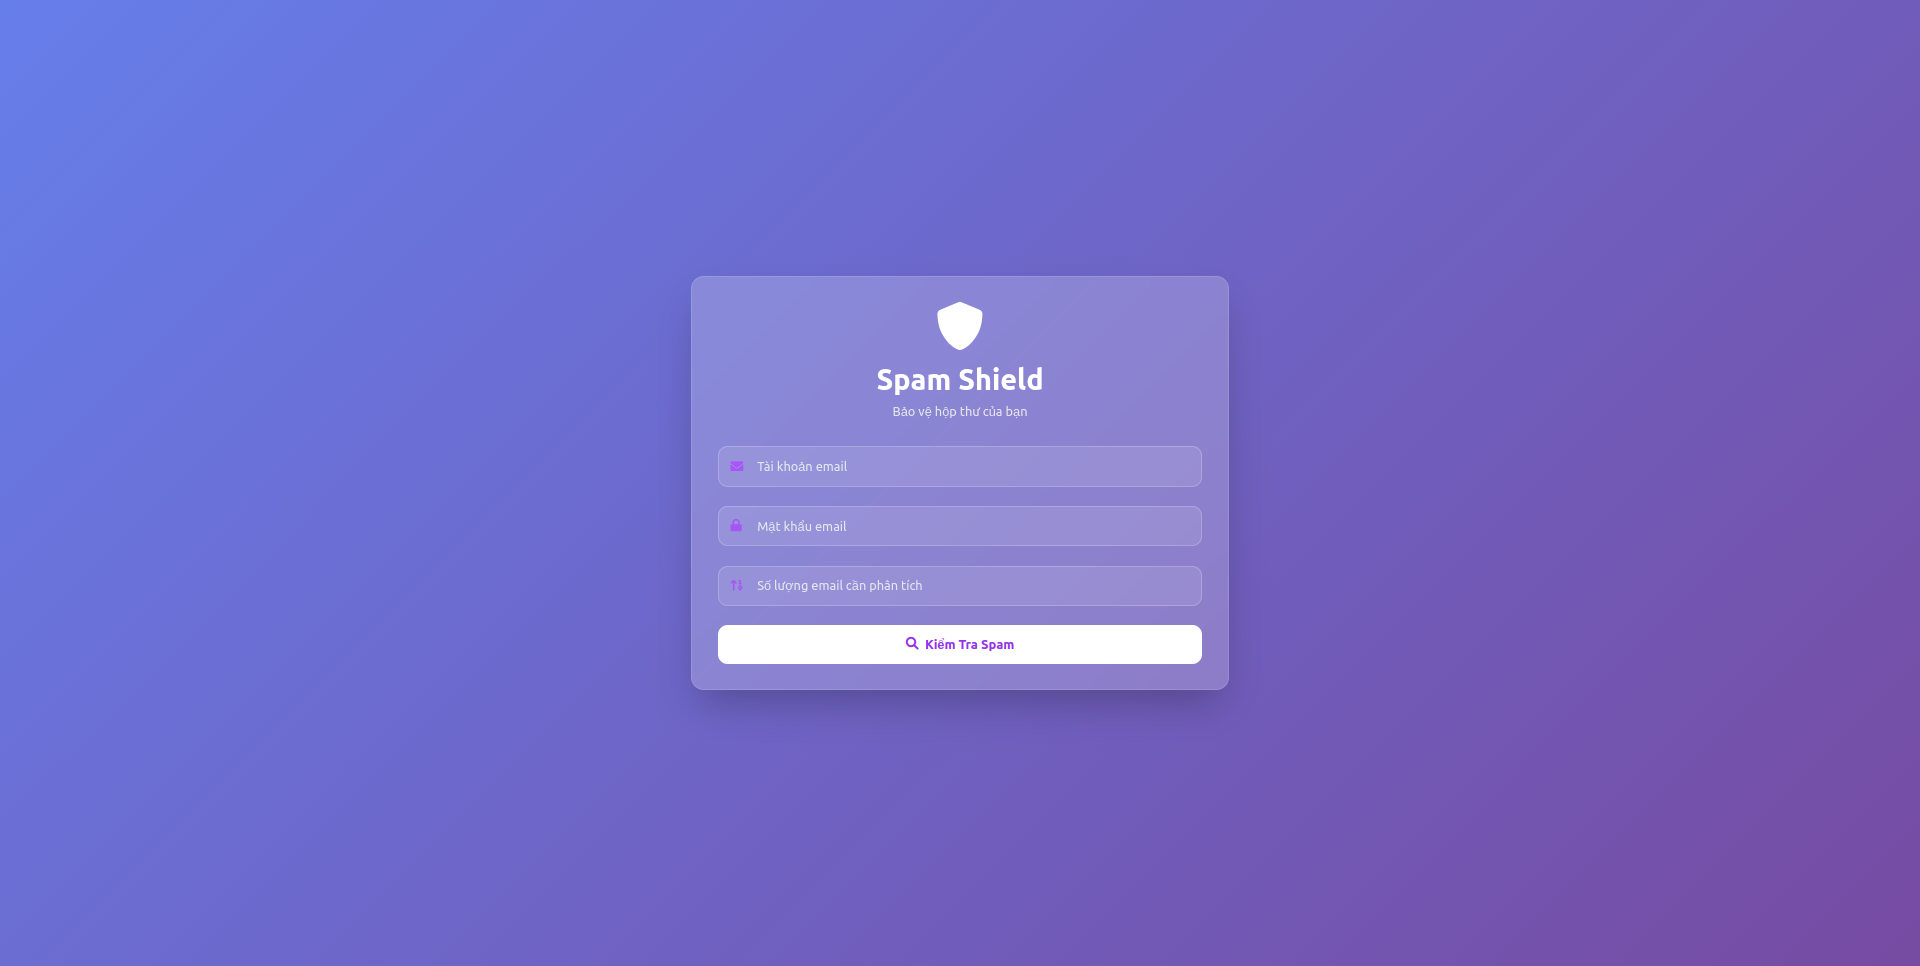 Spam Shield
Bảo vệ hộp thư của bạn
Tài khoản email
Mật khẩu email
Số lượng email cần phân tích
Kiểm Tra Spam